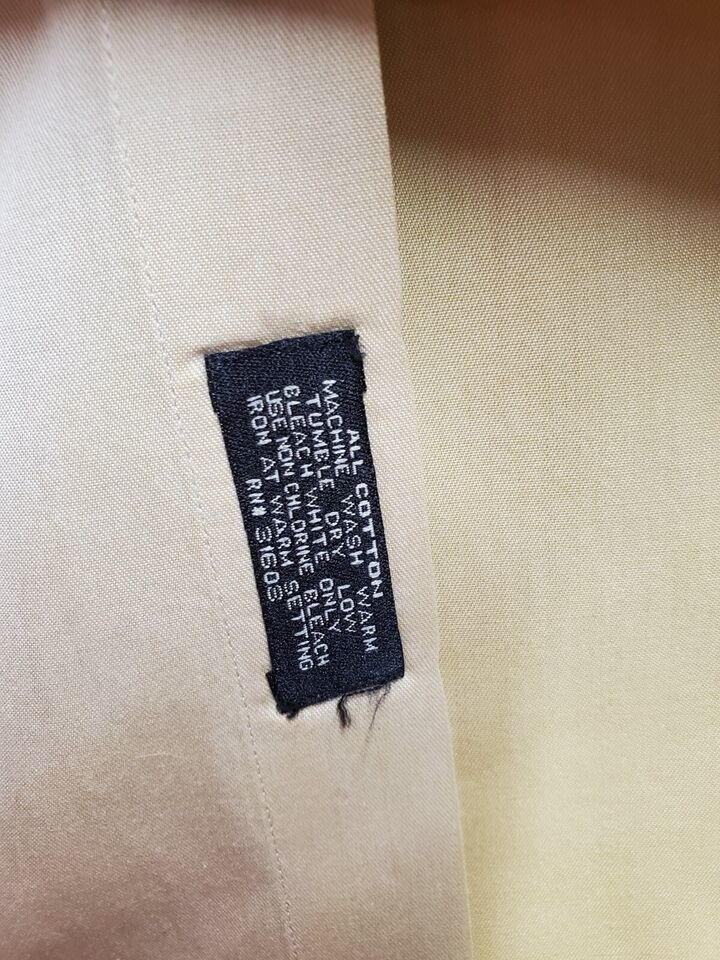 ALL COTTON
MACHINE WASH WARM
TUMBLE DRY LOW
BLEACH WHITE ONLY
USE NON CHLORINE BLEACH
IRON AT WARM SETTING
RN# 31608